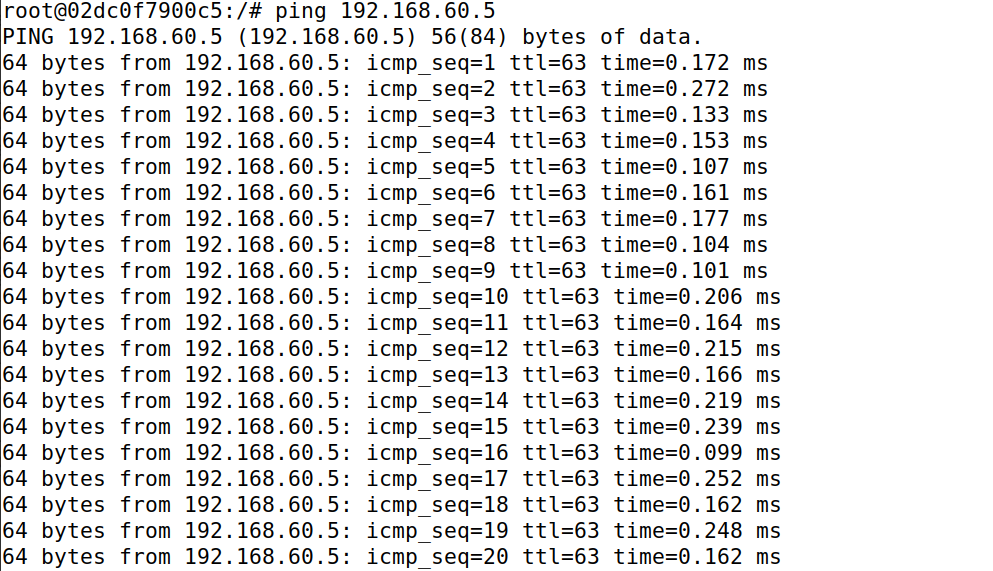 root@02dc0f7900c5:/# ping 192.168.60.5
PING 192.168.60.5 (192.168.60.5) 56(84) bytes of data.
64 bytes from 192.168.60.5: icmp_seq=1 ttl=63 time=0.172 ms
64 bytes from 192.168.60.5: icmp_seq=2 ttl=63 time=0.272 ms
64 bytes from 192.168.60.5: icmp_seq=3 ttl=63 time=0.133 ms
64 bytes from 192.168.60.5: icmp_seq=4 ttl=63 time=0.153 ms
64 bytes from 192.168.60.5: icmp_seq=5 ttl=63 time=0.107 ms
64 bytes from 192.168.60.5: icmp_seq=6 ttl=63 time=0.161 ms
64 bytes from 192.168.60.5: icmp_seq=7 ttl=63 time=0.177 ms
64 bytes from 192.168.60.5: icmp_seq=8 ttl=63 time=0.104 ms
64 bytes from 192.168.60.5: icmp_seq=9 ttl=63 time=0.101 ms
64 bytes from 192.168.60.5: icmp_seq=10 ttl=63 time=0.206 ms
64 bytes from 192.168.60.5: icmp_seq=11 ttl=63 time=0.164 ms
64 bytes from 192.168.60.5: icmp_seq=12 ttl=63 time=0.215 ms
64 bytes from 192.168.60.5: icmp_seq=13 ttl=63 time=0.166 ms
64 bytes from 192.168.60.5: icmp_seq=14 ttl=63 time=0.219 ms
64 bytes from 192.168.60.5: icmp_seq=15 ttl=63 time=0.239 ms
64 bytes from 192.168.60.5: icmp_seq=16 ttl=63 time=0.099 ms
64 bytes from 192.168.60.5: icmp_seq=17 ttl=63 time=0.252 ms
64 bytes from 192.168.60.5: icmp_seq=18 ttl=63 time=0.162 ms
64 bytes from 192.168.60.5: icmp_seq=19 ttl=63 time=0.248 ms
64 bytes from 192.168.60.5: icmp_seq=20 ttl=63 time=0.162 ms